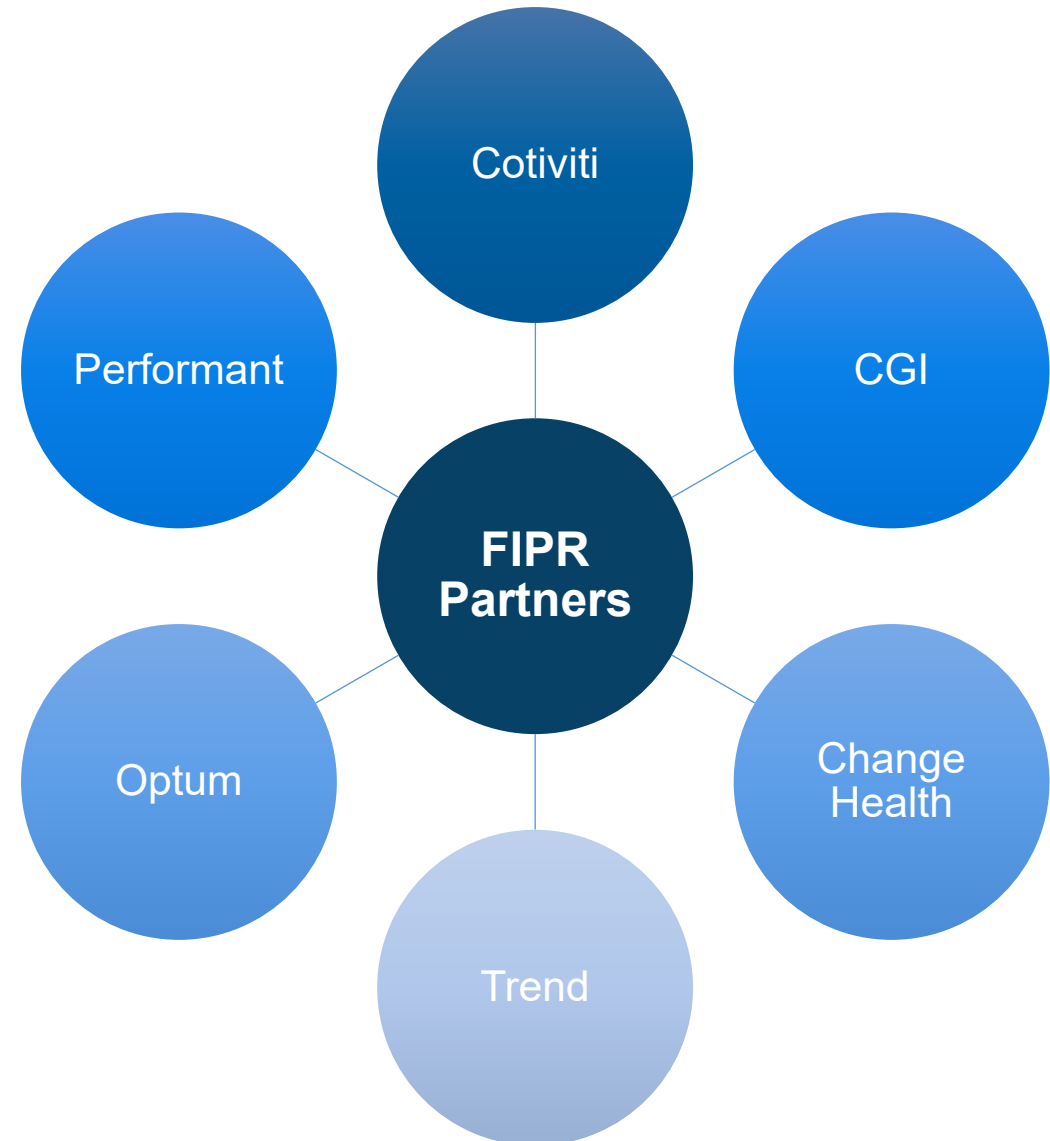 Cotiviti
Performant
CGI
FIPR
Partners
Optum
Change
Health
Trend